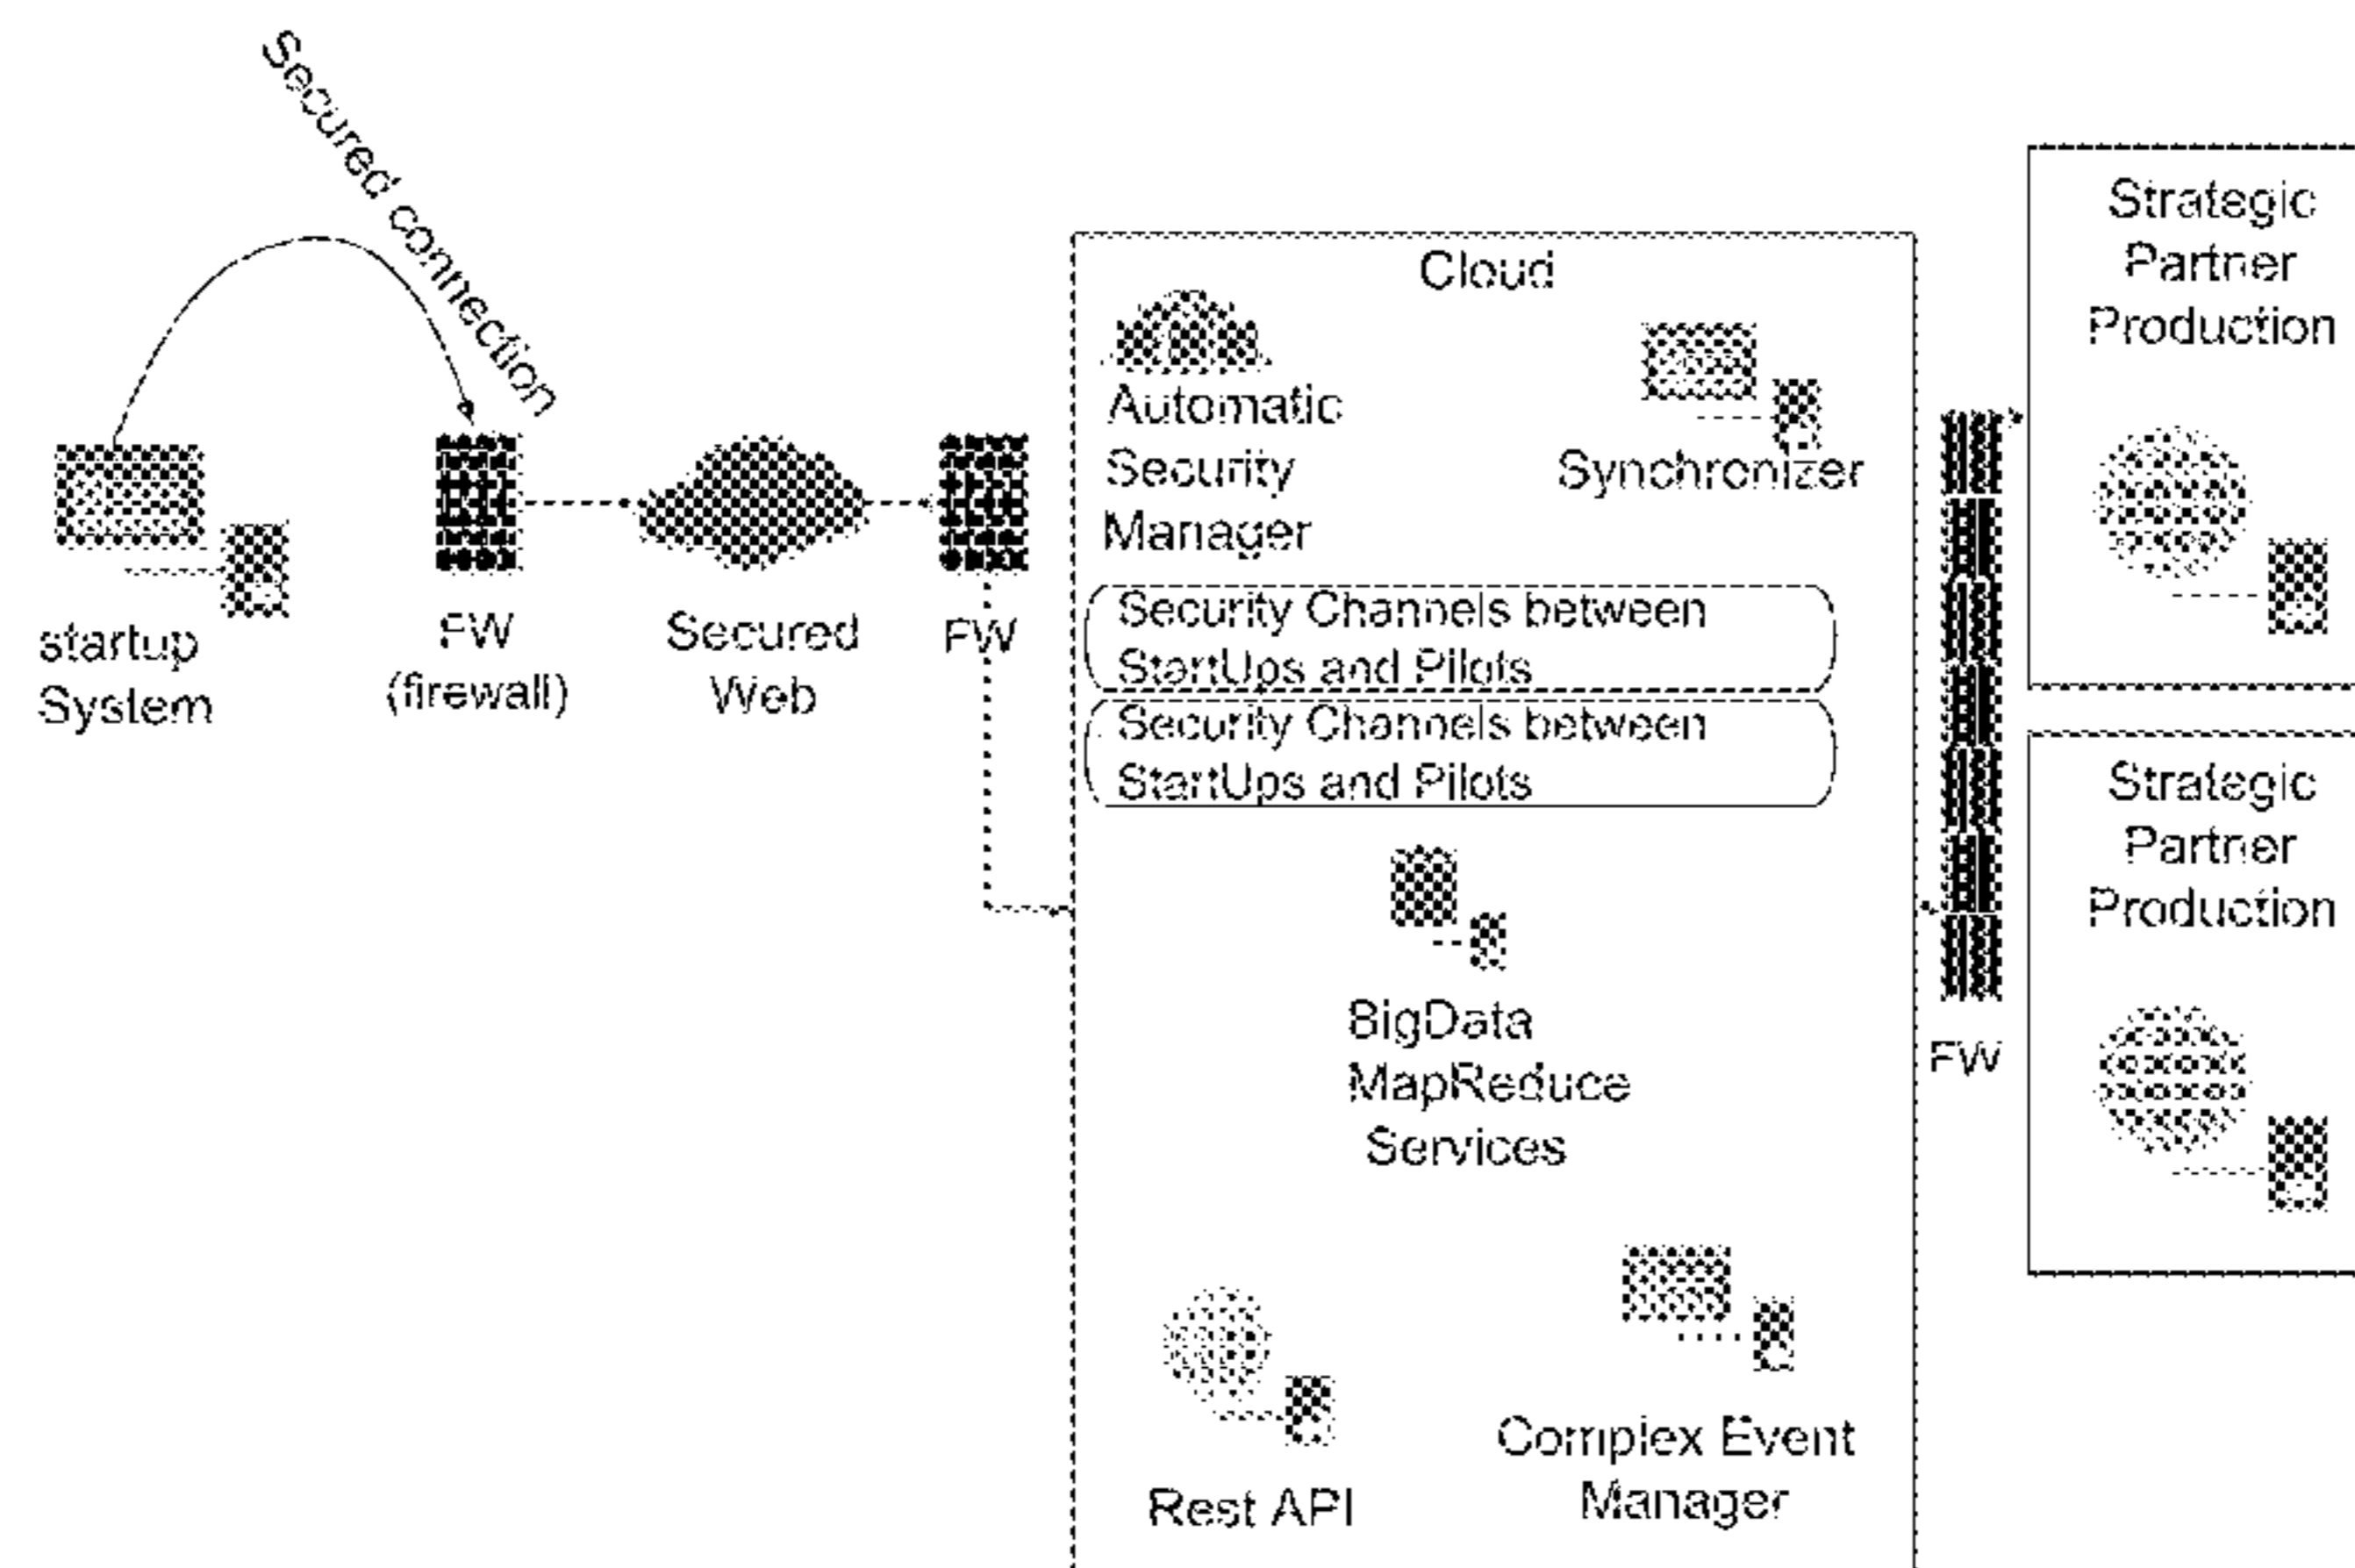 Secured connection
startup
System
FW
(firewall)
Secured
Web
FW
Cloud
Automatic
Security
Manager
Synchronizer
Security Channels between
StartUps and Pilots
Security Channels between
StartUps and Pilots
BigData
MapReduce
Services
Rest API
Complex Event
Manager
FW
Strategic
Partner
Production
Strategic
Partner
Production